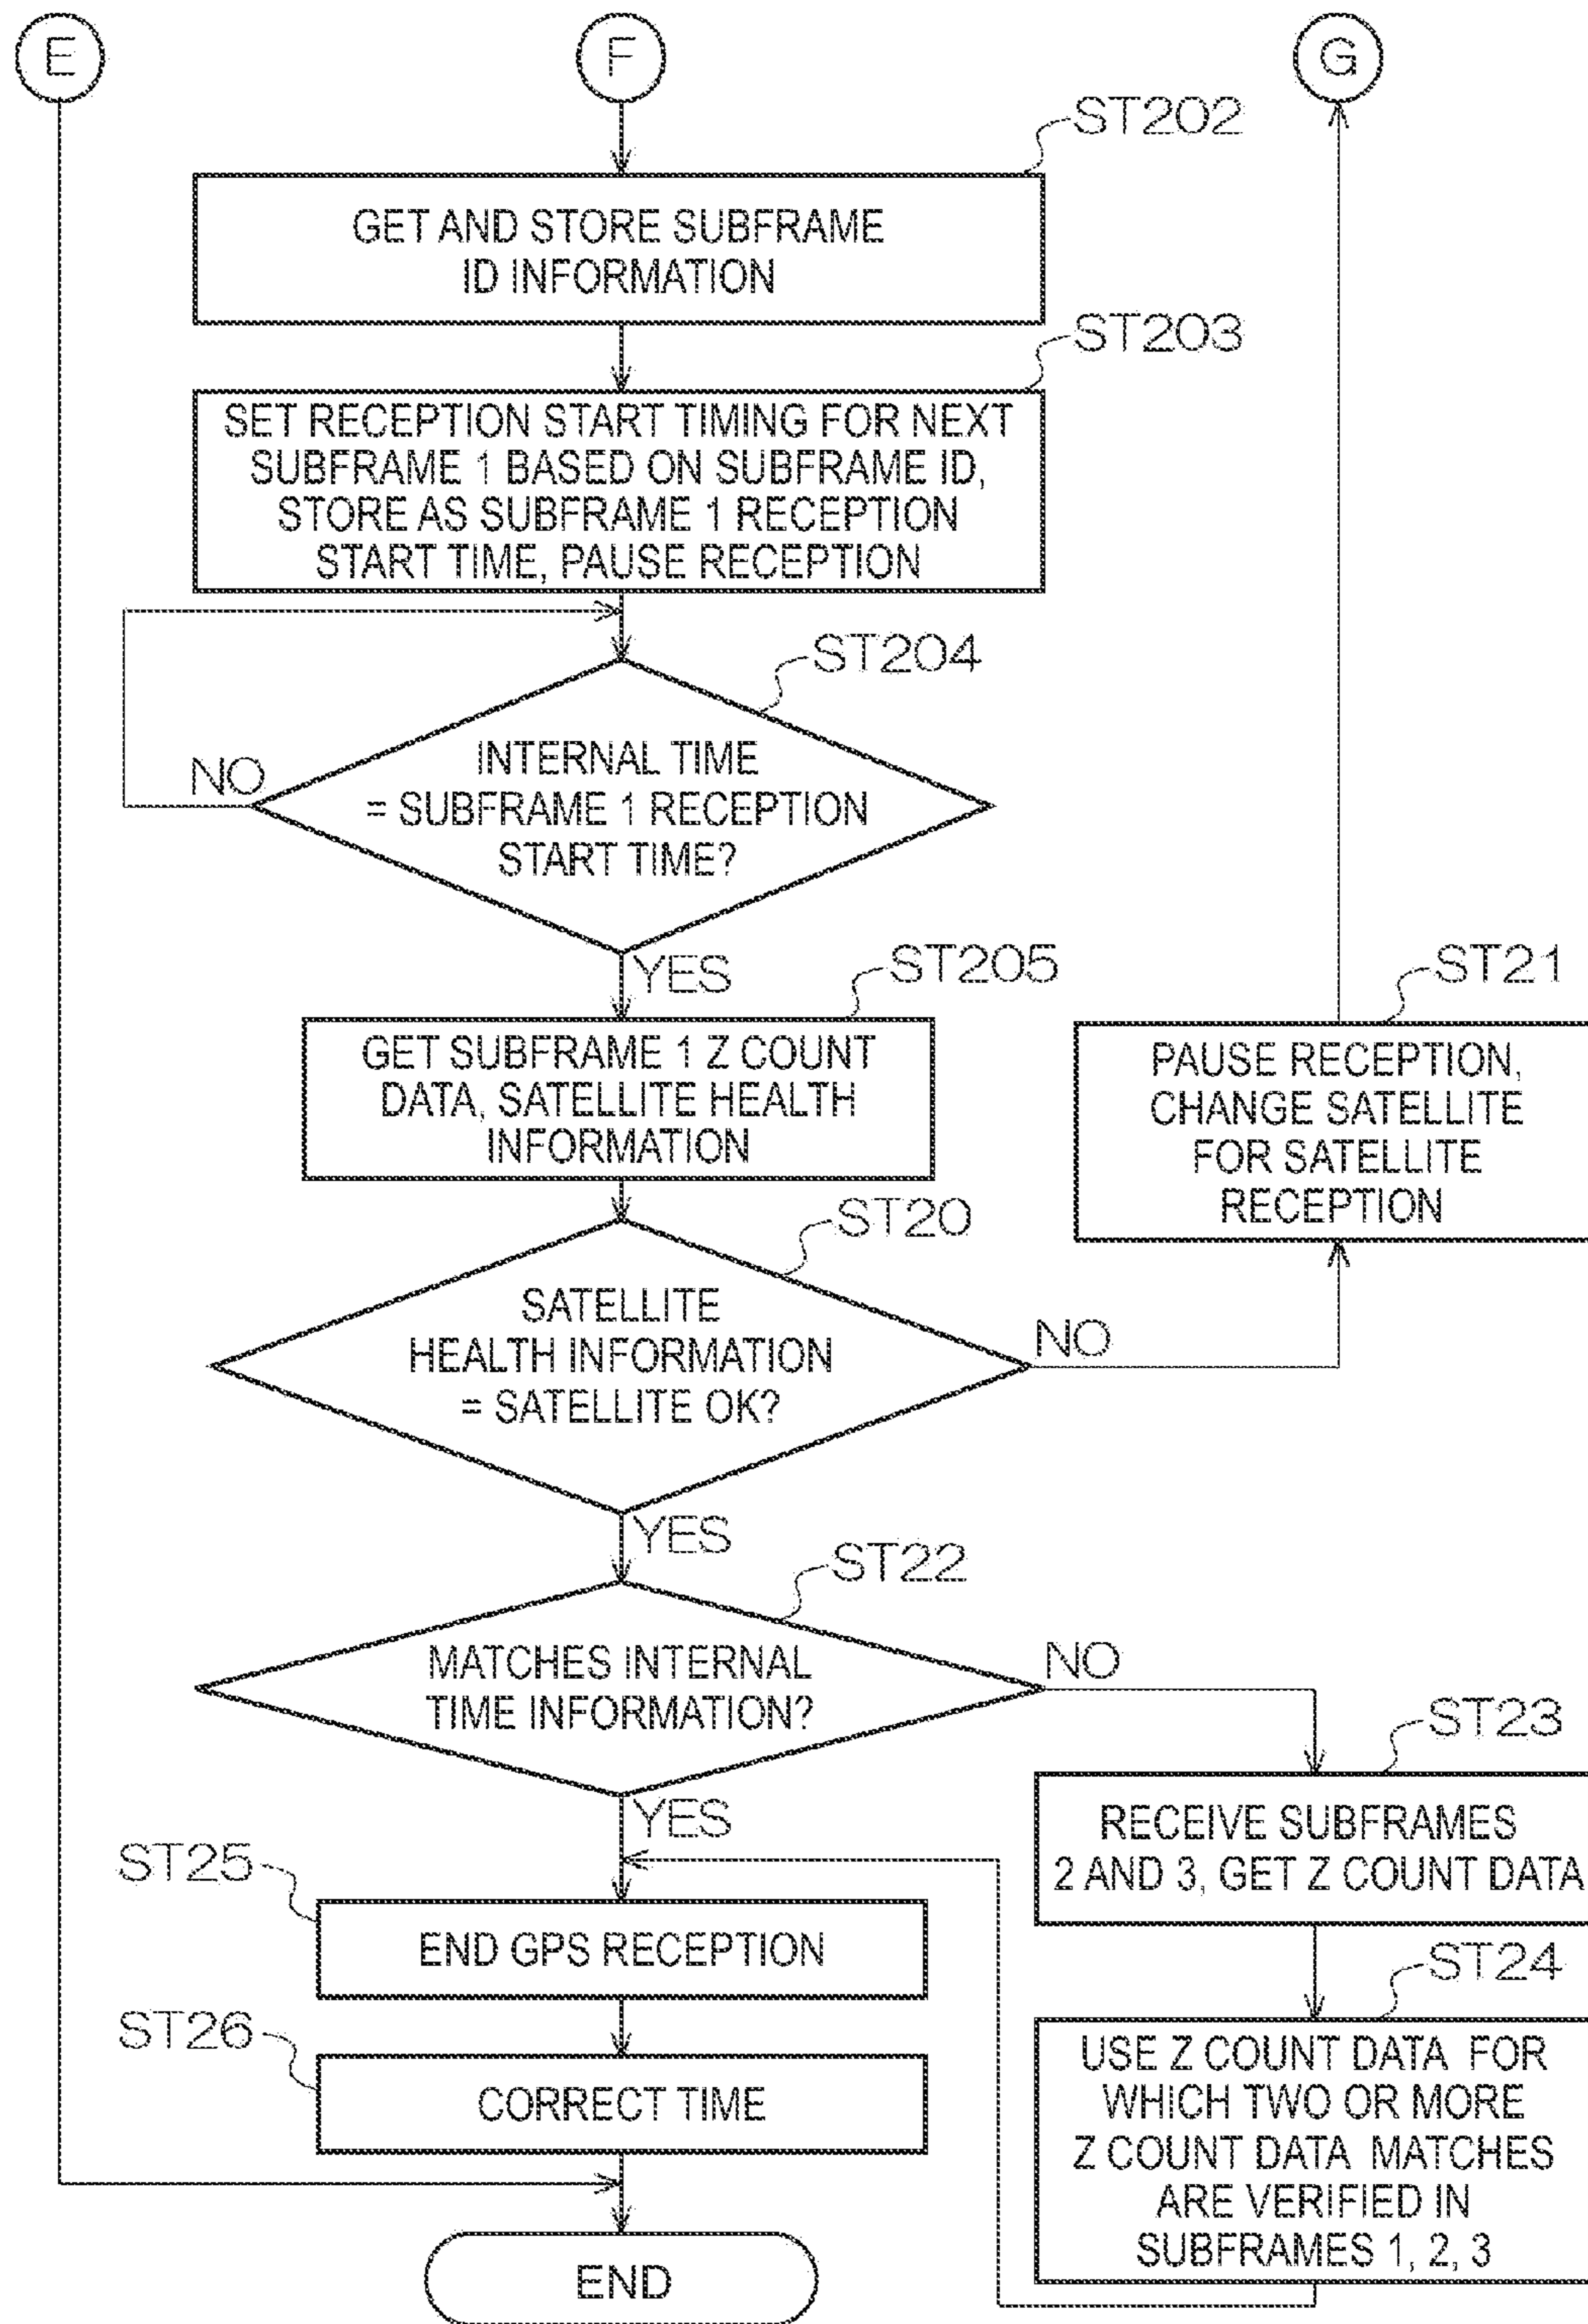 E
F
G
ST202
GET AND STORE SUBFRAME
ID INFORMATION
ST203
SET RECEPTION START TIMING FOR NEXT
SUBFRAME 1 BASED ON SUBFRAME ID,
STORE AS SUBFRAME 1 RECEPTION
START TIME, PAUSE RECEPTION
ST204
NO
INTERNAL TIME
= SUBFRAME 1 RECEPTION
START TIME?
YES
ST205
GET SUBFRAME 1 Z COUNT
DATA, SATELLITE HEALTH
INFORMATION
ST21
PAUSE RECEPTION,
CHANGE SATELLITE
FOR SATELLITE
RECEPTION
ST20
SATELLITE
HEALTH INFORMATION
= SATELLITE OK?
NO
YES
ST22
MATCHES INTERNAL
TIME INFORMATION?
NO
YES
ST23
RECEIVE SUBFRAMES
2 AND 3, GET Z COUNT DATA
ST24
USE Z COUNT DATA FOR
WHICH TWO OR MORE
Z COUNT DATA MATCHES
ARE VERIFIED IN
SUBFRAMES 1, 2, 3
ST25
END GPS RECEPTION
ST26
CORRECT TIME
END